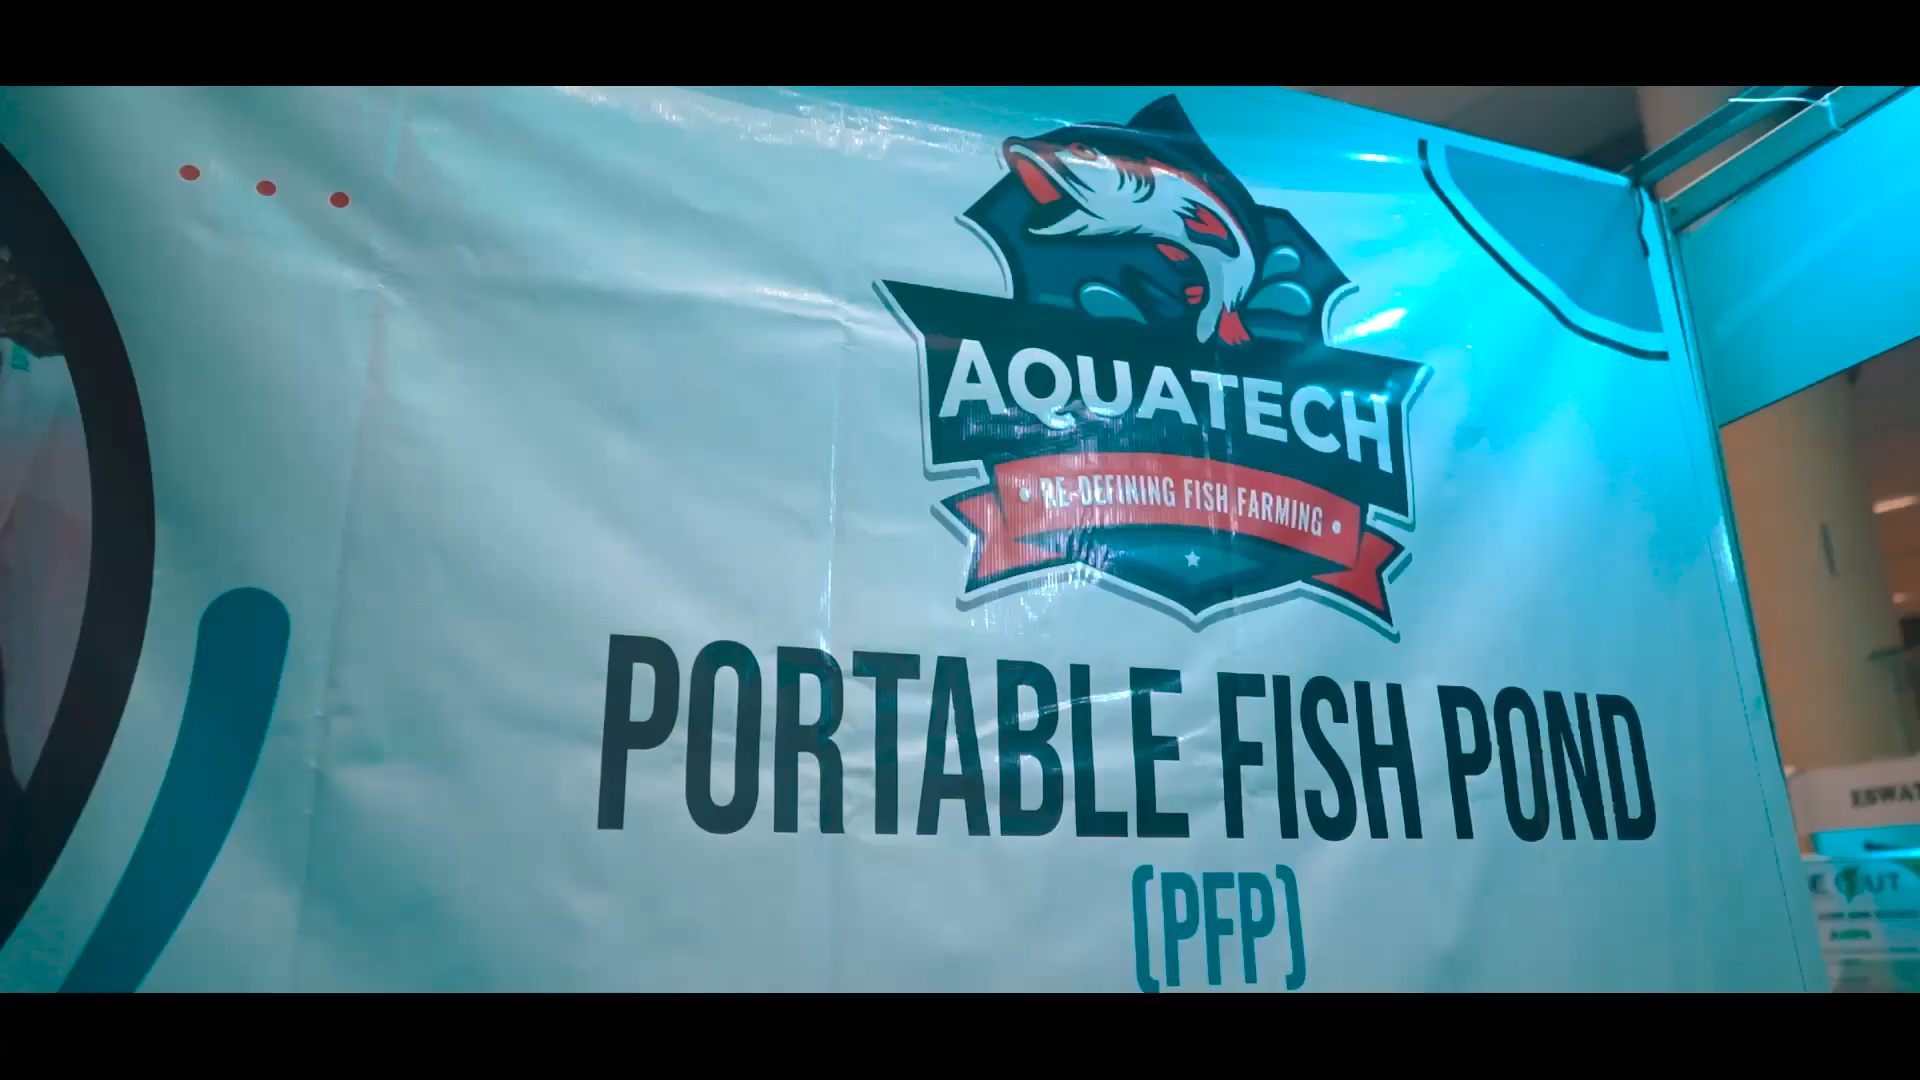 AQUATECH
• RE-DEFINING FISH FARMING •
PORTABLE FISH POND
(PFP)